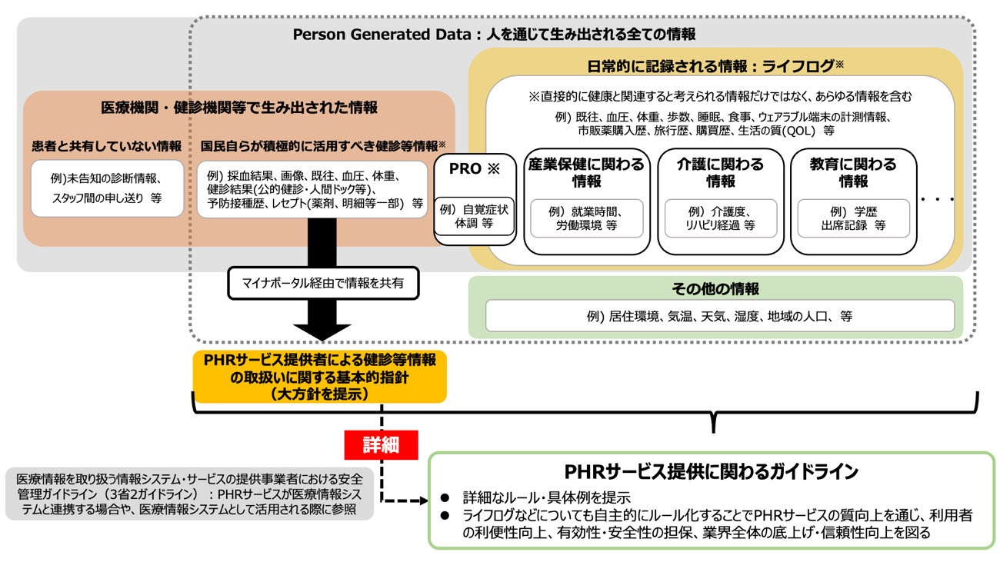 Person Generated Data：人を通じて生み出される全ての情報
日常的に記録される情報：ライフログ※
※直接的に健康と関連すると考えられる情報だけではなく、あらゆる情報を含む
例) 既往、血圧、体重、歩数、睡眠、食事、ウェアラブル端末の計測情報、
市販薬購入歴、旅行歴、購買歴、生活の質(QOL) 等
医療機関・健診機関等で生み出された情報
患者と共有していない情報
例)未告知の診断情報、
スタッフ間の申し送り 等
国民自らが積極的に活用すべき健診等情報※
例) 採血結果、画像、既往、血圧、体重、
健診結果(公的健診・人間ドック等)、
予防接種歴、レセプト(薬剤、明細等一部) 等
PRO ※
例) 自覚症状
体調 等
産業保健に関わる
情報
例) 就業時間、
労働環境 等
介護に関わる
情報
例) 介護度、
リハビリ経過 等
教育に関わる
情報
例) 学歴
出席記録 等
・・・
マイナポータル経由で情報を共有
その他の情報
例) 居住環境、気温、天気、湿度、地域の人口、等
PHRサービス提供者による健診等情報
の取扱いに関する基本的指針
（大方針を提示）
詳細
医療情報を取り扱う情報システム・サービスの提供事業者における安全
管理ガイドライン（3省2ガイドライン）：PHRサービスが医療情報シス
テムと連携する場合や、医療情報システムとして活用される際に参照
PHRサービス提供に関わるガイドライン
● 詳細なルール・具体例を提示
● ライフログなどについても自主的にルール化することでPHRサービスの質向上を通じ、利用者
の利便性向上、有効性・安全性の担保、業界全体の底上げ・信頼性向上を図る